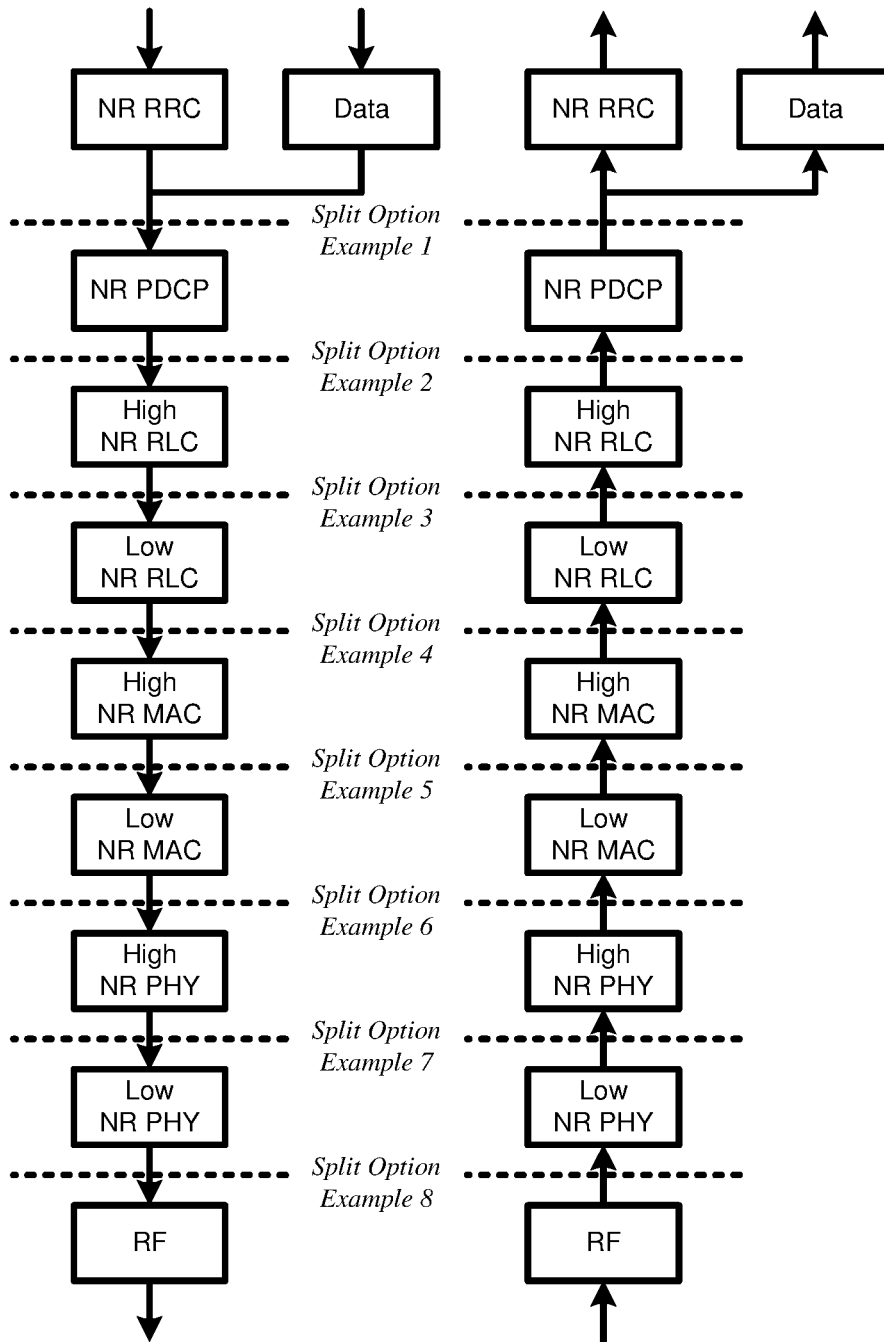 NR RRC
Data
NR RRC
Data
Split Option
Example 1
NR PDCP
NR PDCP
Split Option
Example 2
High
NR RLC
High
NR RLC
Split Option
Example 3
Low
NR RLC
Low
NR RLC
Split Option
Example 4
High
NR MAC
High
NR MAC
Split Option
Example 5
Low
NR MAC
Low
NR MAC
Split Option
Example 6
High
NR PHY
High
NR PHY
Split Option
Example 7
Low
NR PHY
Low
NR PHY
Split Option
Example 8
RF
RF